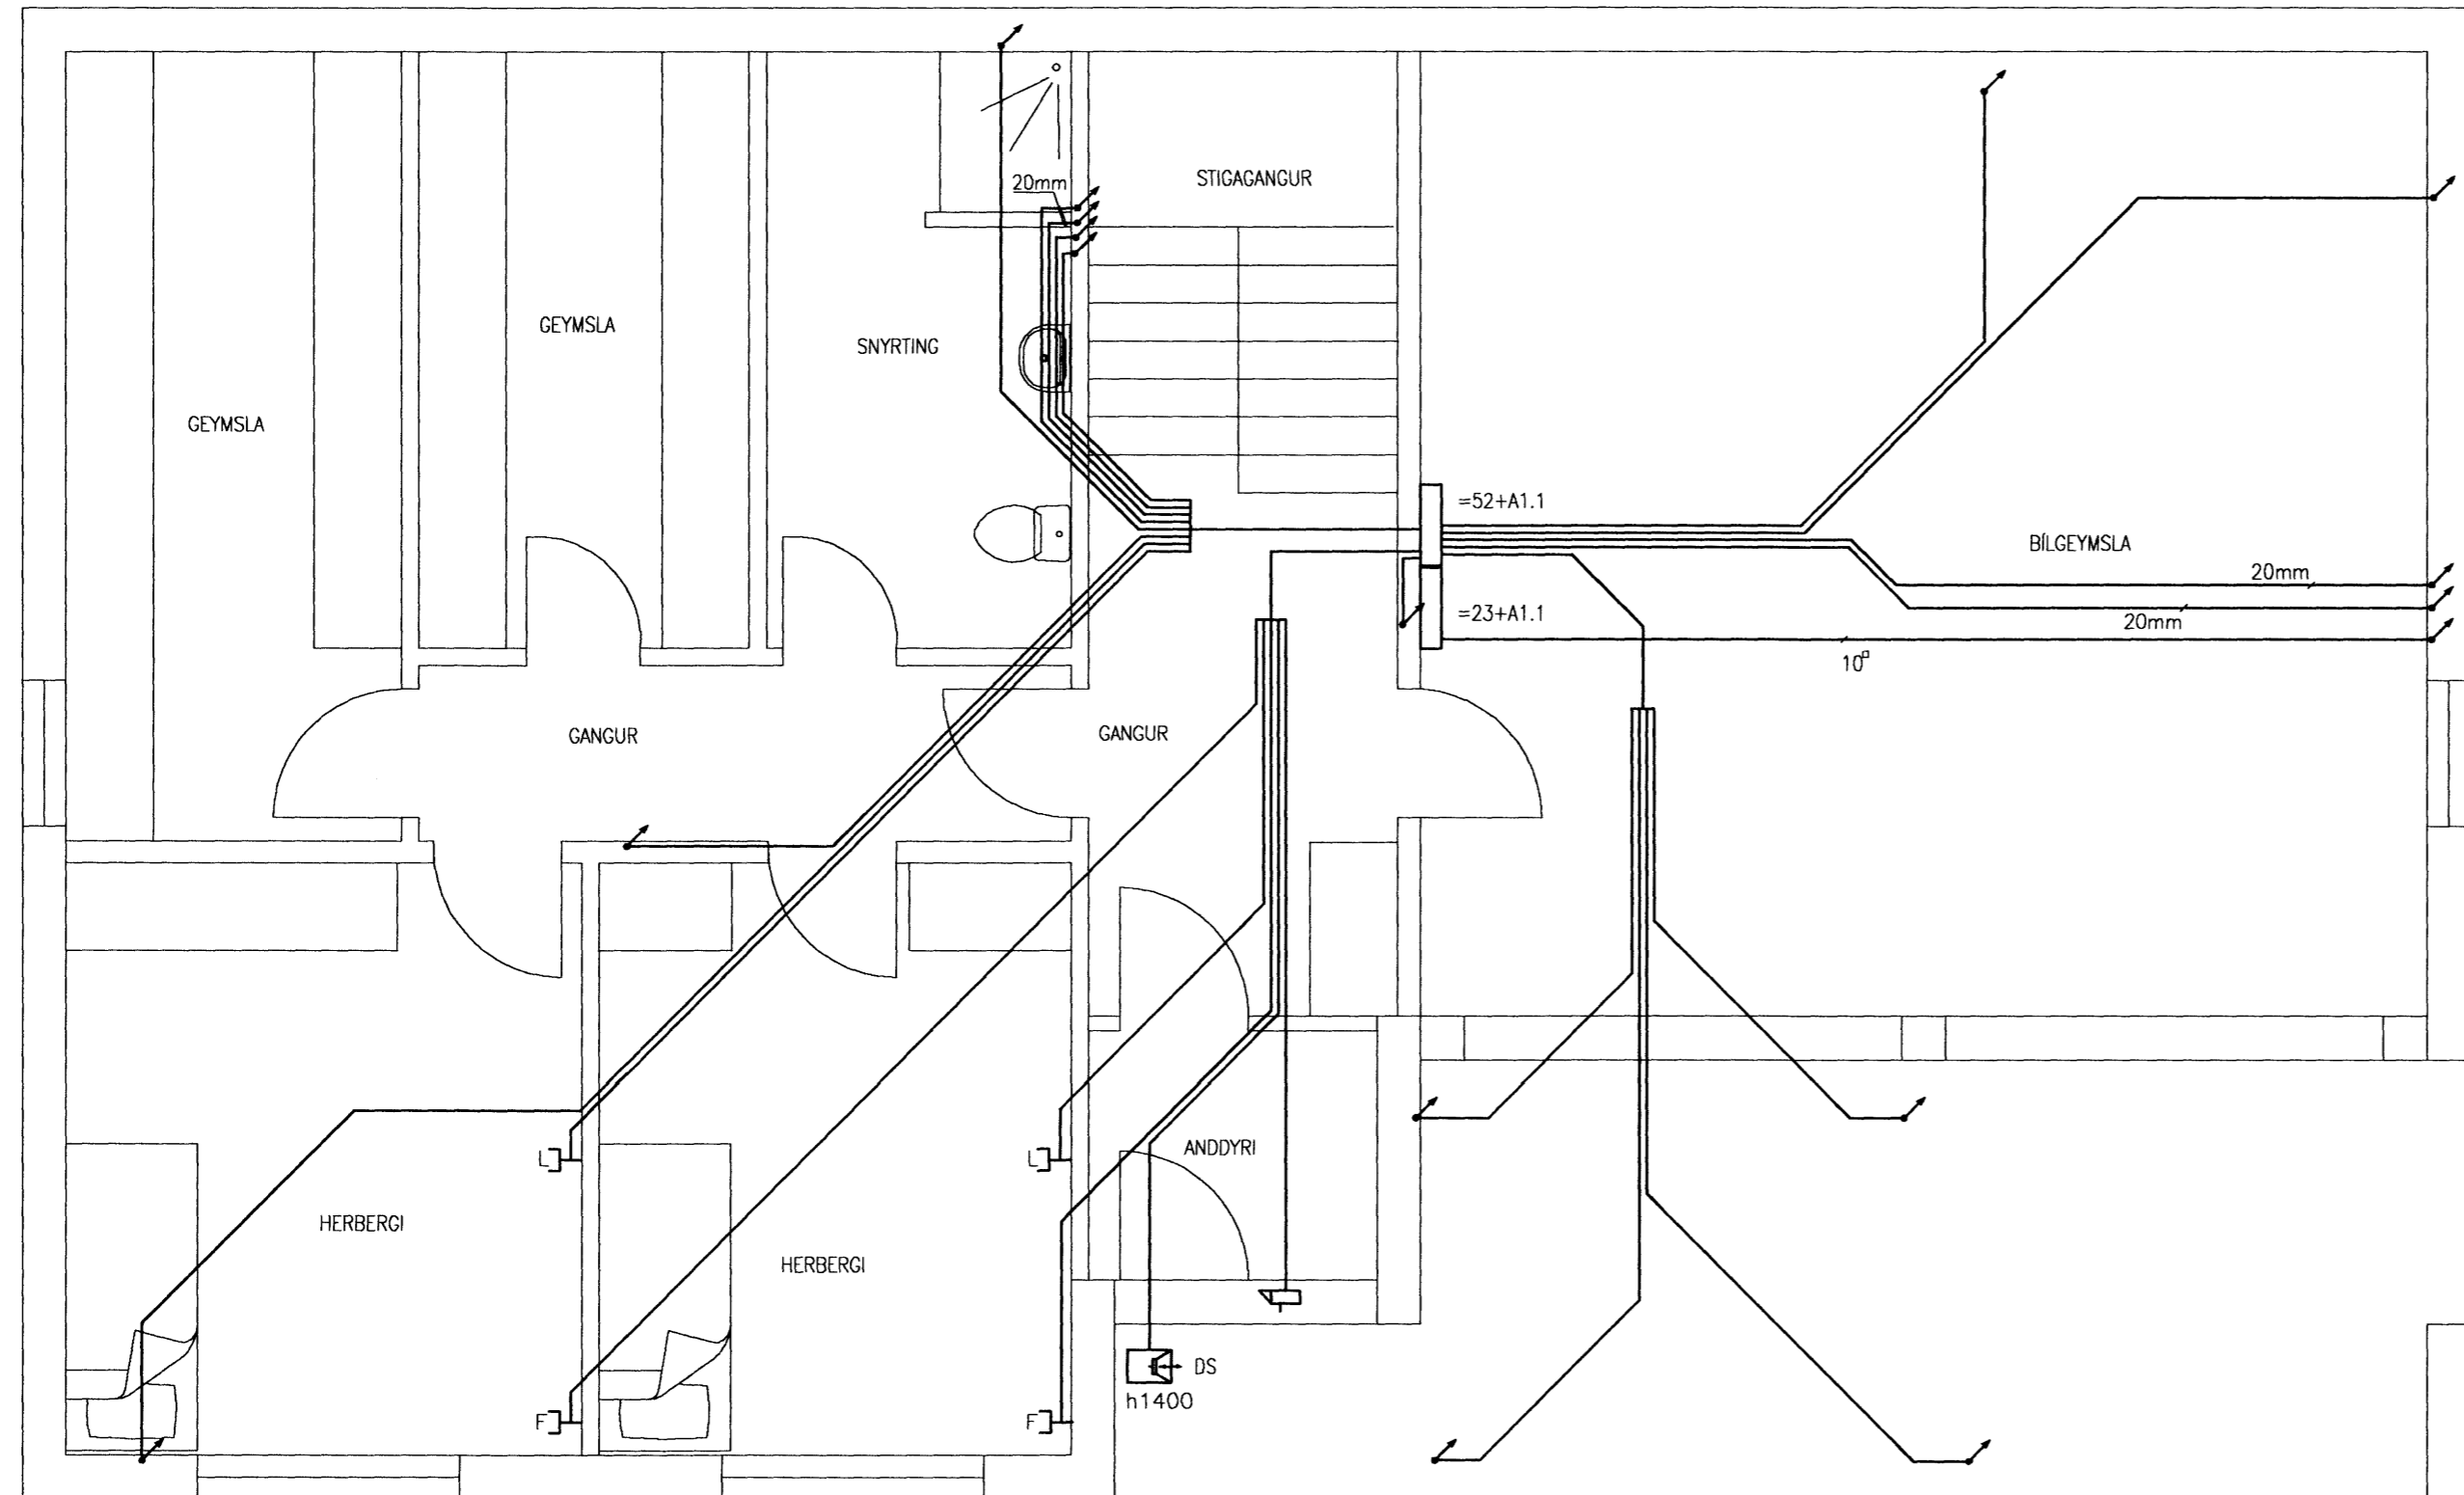 STIGAGANGUR
20mm
GEYMSLA
SNYRTING
GEYMSLA
=52+A1.1
BÍLGEYMSLA
20mm
=23+A1.1
20mm
10□
GANGUR
GANGUR
ANDDYRI
L
L
HERBERGI
HERBERGI
DS
h1400
F
F